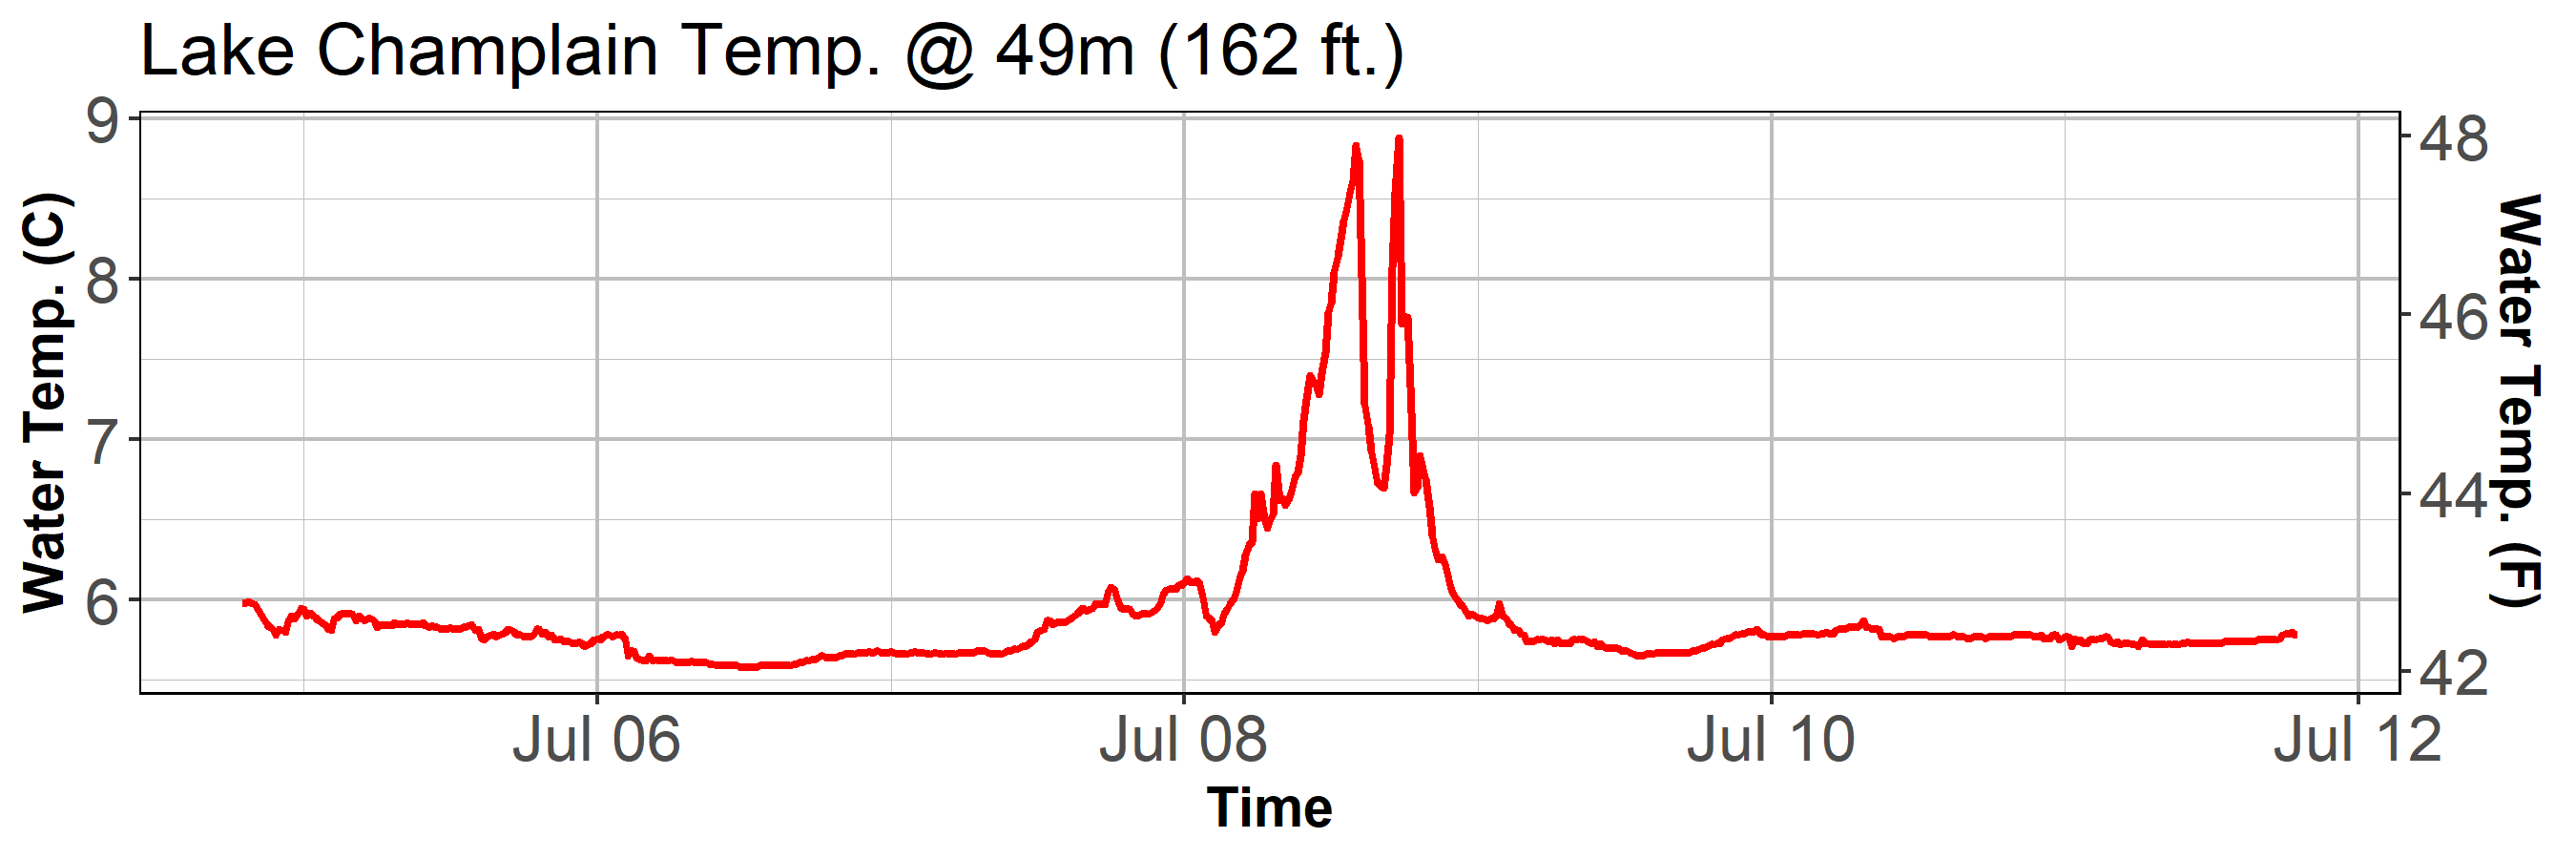 Lake Champlain Temp. @ 49m (162 ft.)
Water Temp. (C)
9
8
7
6
48
46
44
42
Water Temp. (F)
Jul 06
Jul 08
Jul 10
Jul 12
Time